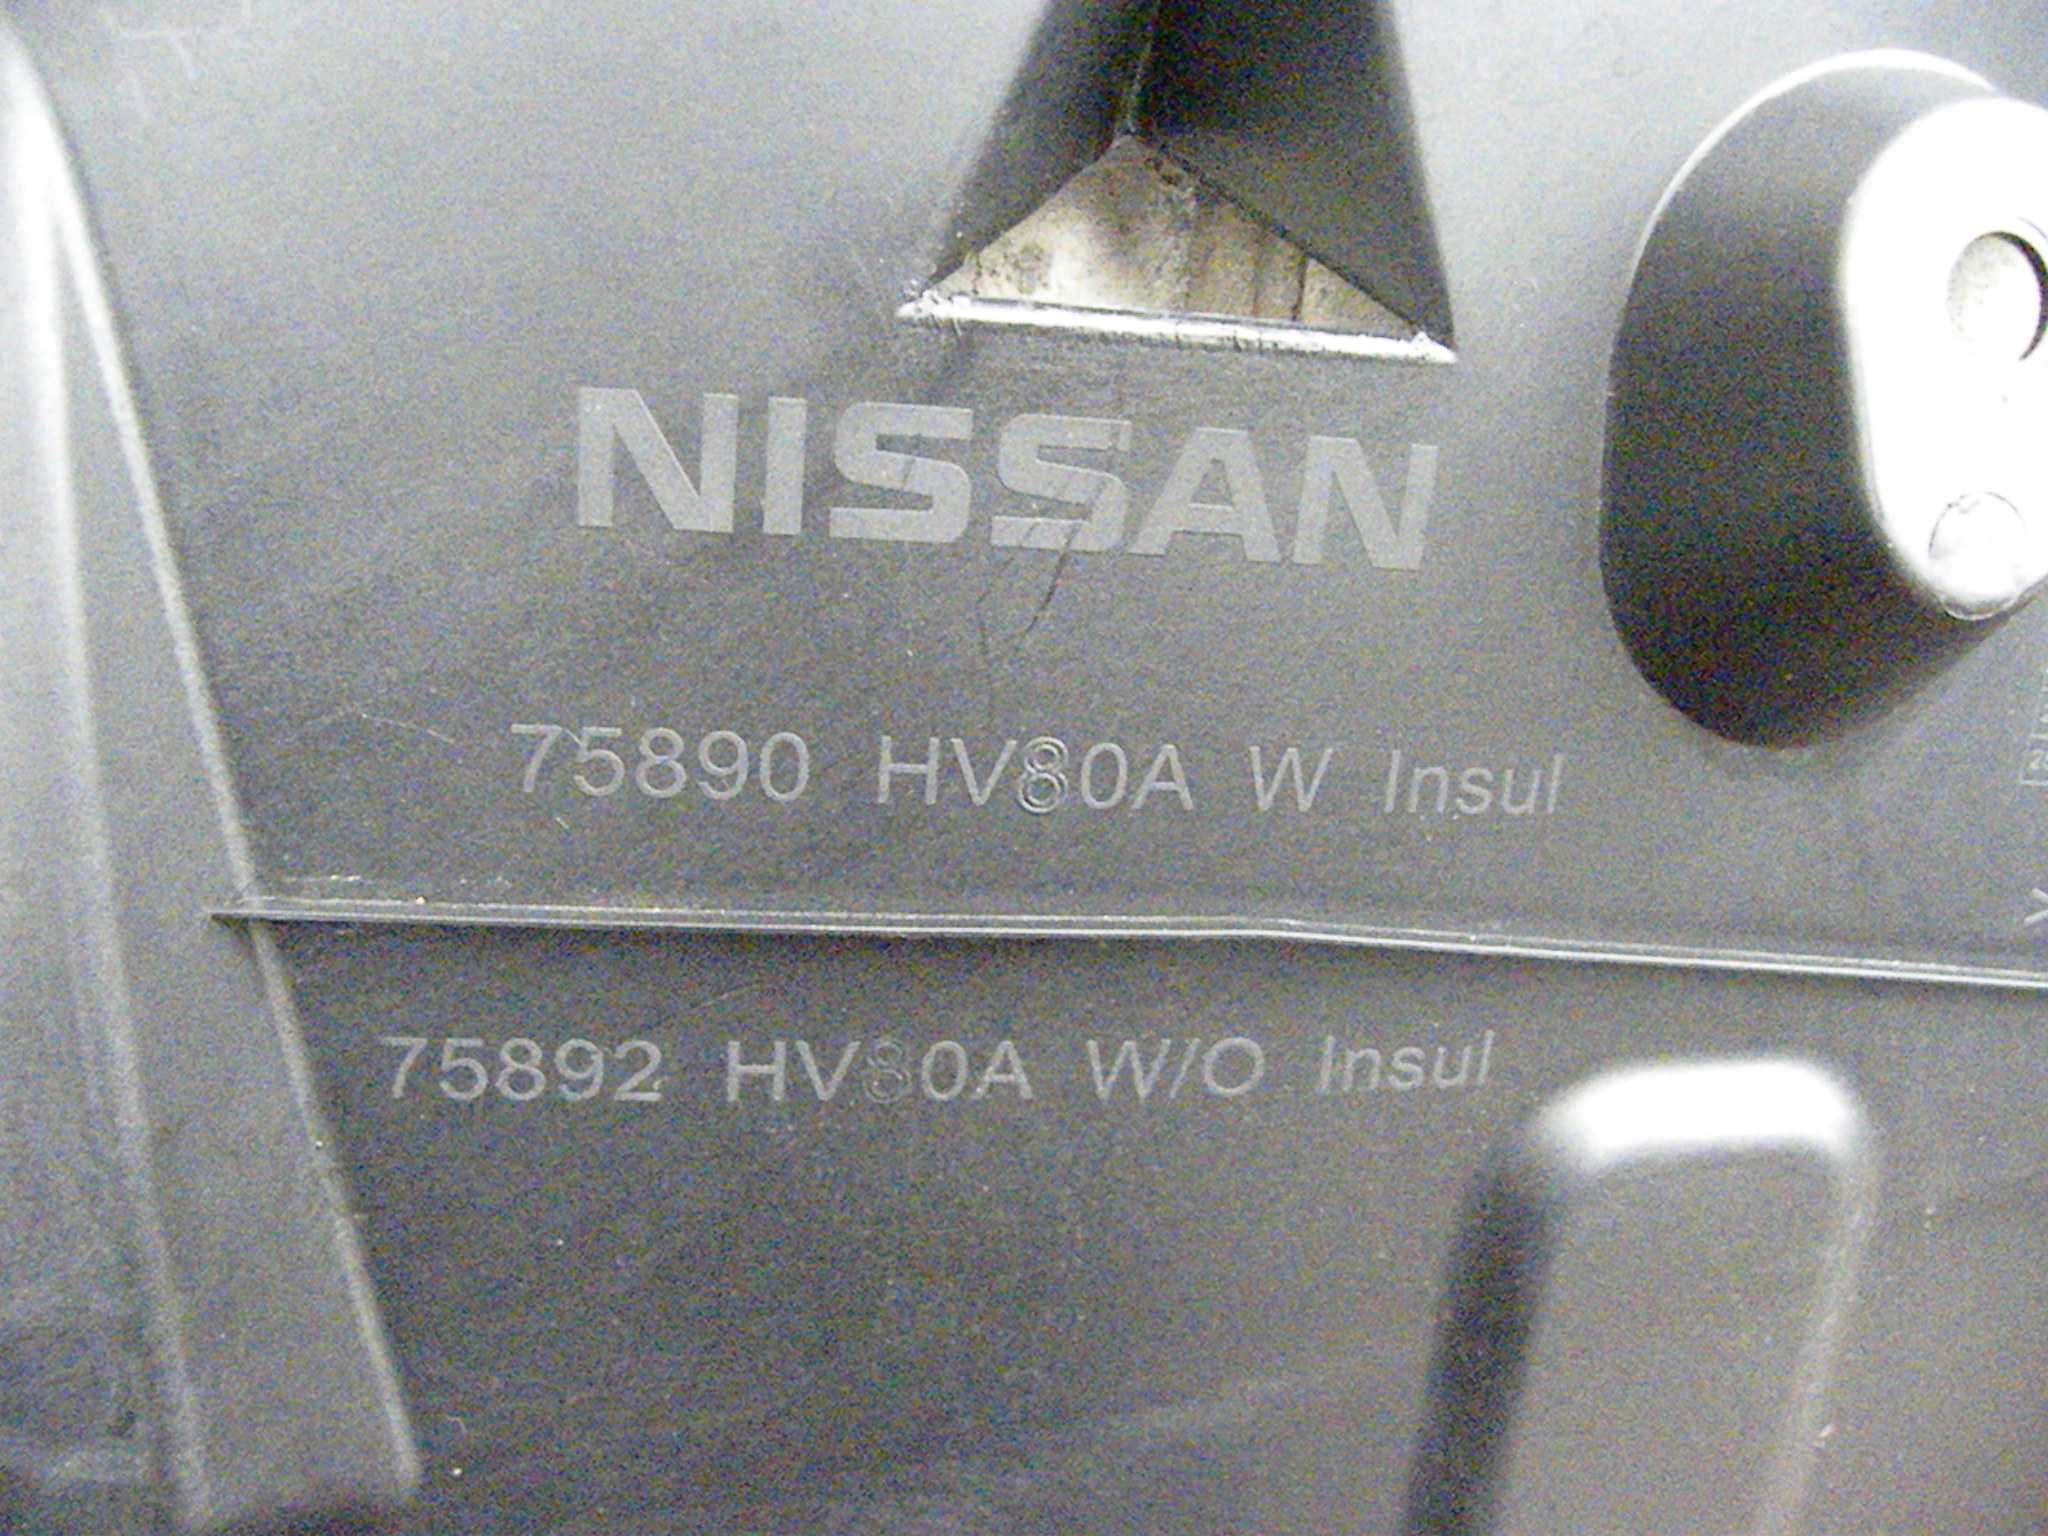 NISSAN
75890 HV80A W Insul
75892 HV80A W/O Insul